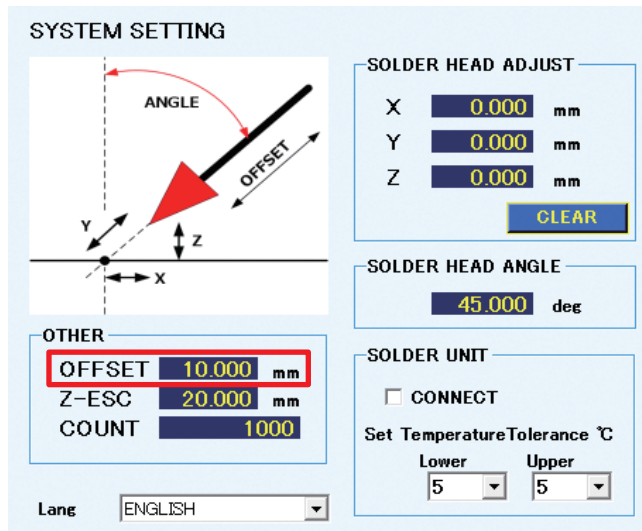 SYSTEM SETTING
ANGLE
OFFSET
Y
Z
X
OTHER
OFFSET 10.000 mm
Z-ESC 20.000 mm
COUNT 1000
Lang ENGLISH
SOLDER HEAD ADJUST
X 0.000 mm
Y 0.000 mm
Z 0.000 mm
CLEAR
SOLDER HEAD ANGLE
45.000 deg
SOLDER UNIT
CONNECT
Set TemperatureTolerance ℃
Lower Upper
5 5